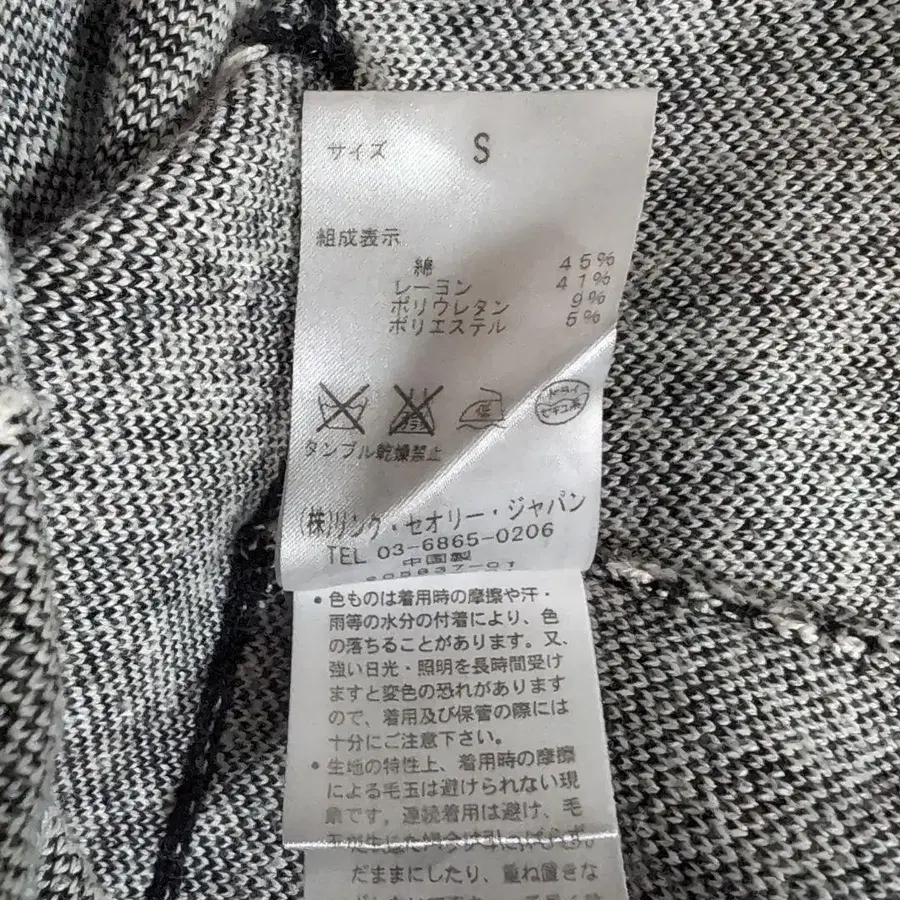 サイズ S
組成表示
綿 45%
レーヨン 41%
ポリウレタン 9%
ポリエステル 5%
低
ドライ
セキユ系
タンブル乾燥禁止
(株)リンク・セオリー・ジャパン
TEL 03-6865-0206
中国製
・色ものは着用時の摩擦や汗・
雨等の水分の付着により、色
の落ちることがあります。又、
強い日光・照明を長時間受け
ますと変色の恐れがあります
ので、着用及び保管の際には
十分にご注意下さい。
・生地の特性上、着用時の摩擦
による毛玉は避けられない現
象です。連続着用は避け、毛
だままにしたり、重ね置きな